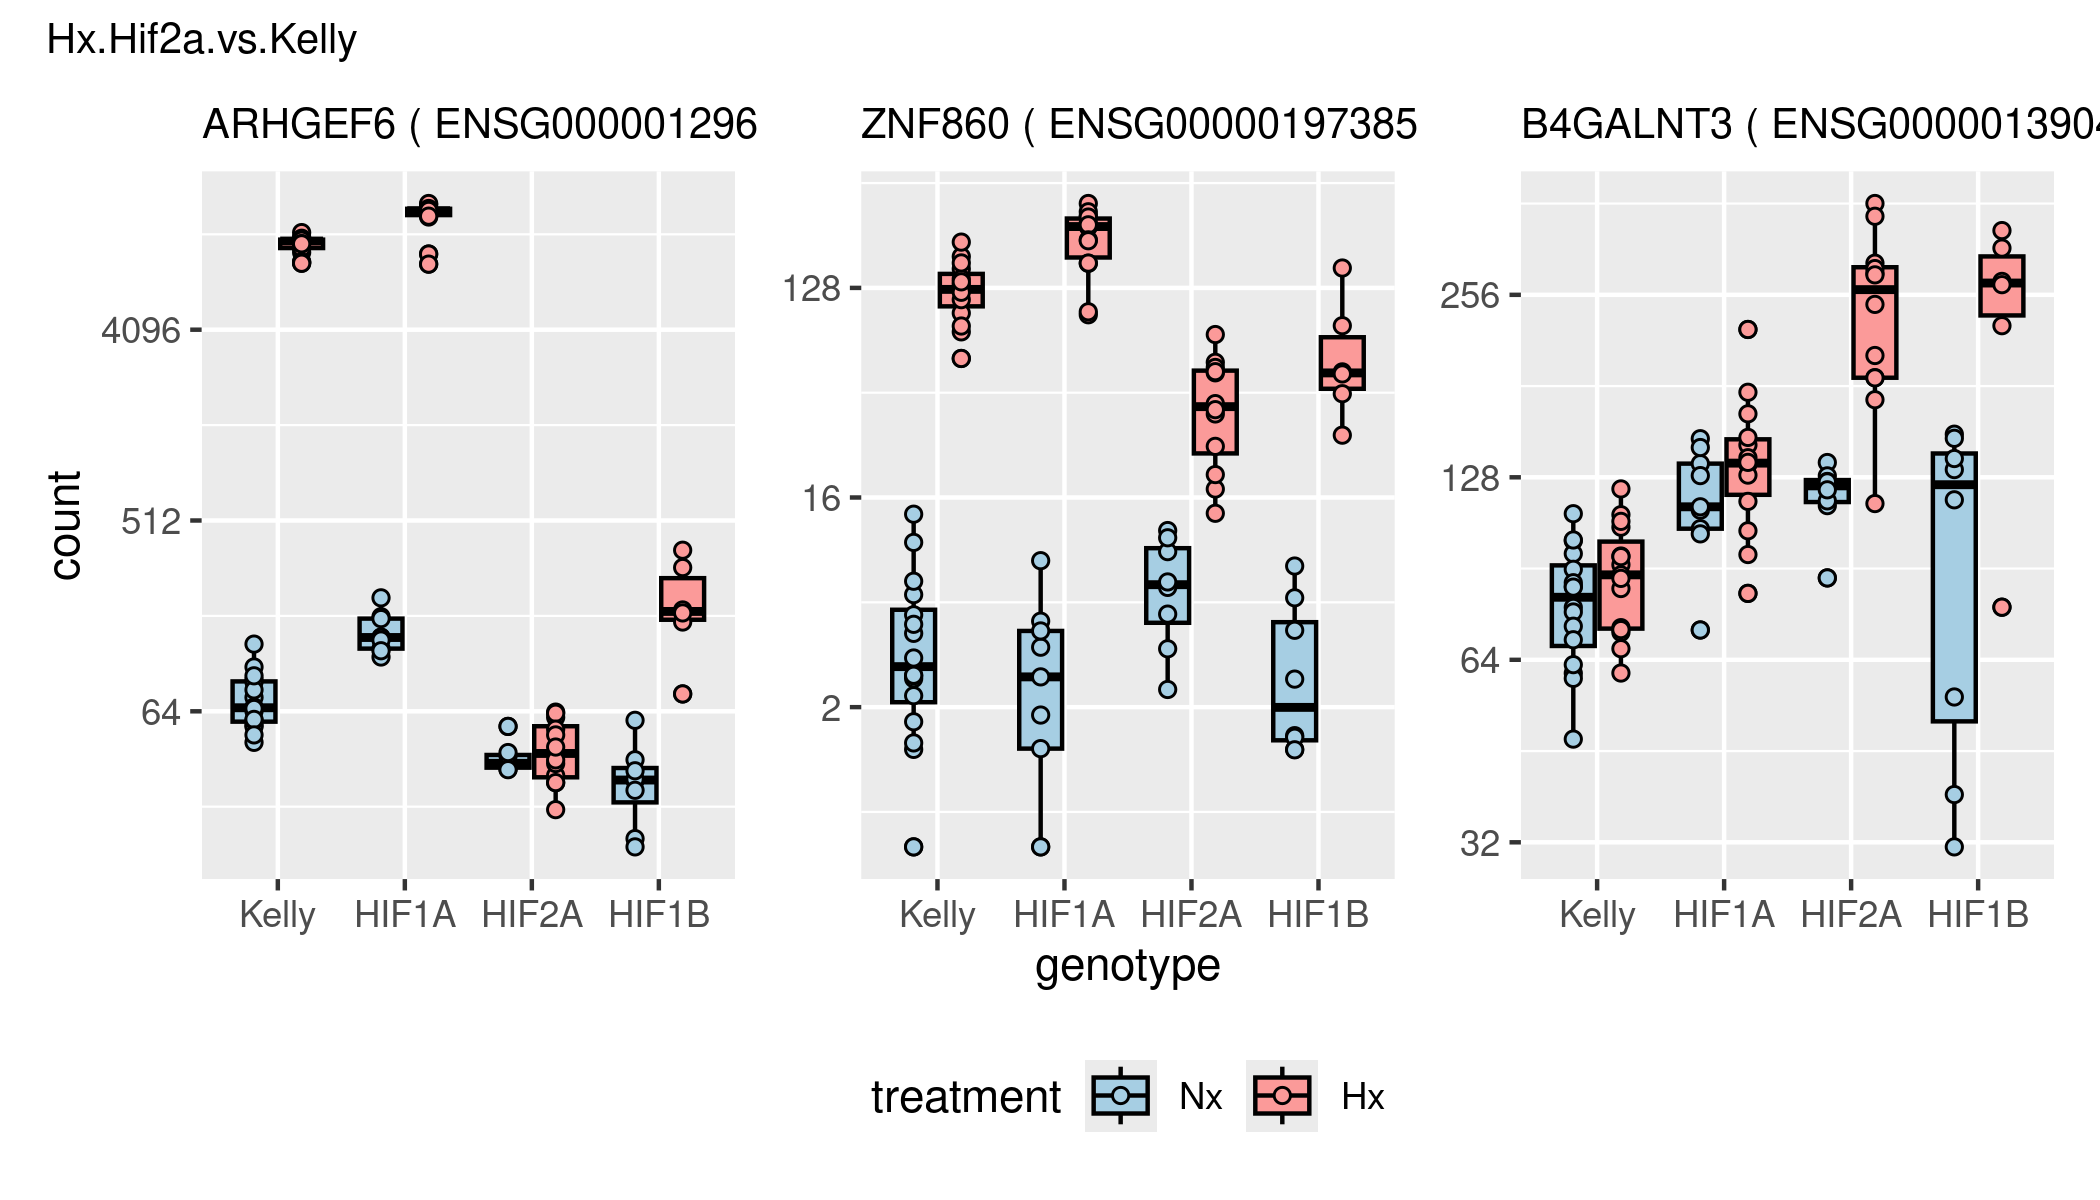 Hx.Hif2a.vs.Kelly
ARHGEF6 ( ENSG000001296
ZNF860 ( ENSG00000197385
B4GALNT3 ( ENSG0000013904
count
4096
512
64
128
16
2
256
128
64
32
Kelly HIF1A HIF2A HIF1B
Kelly HIF1A HIF2A HIF1B
Kelly HIF1A HIF2A HIF1B
genotype
treatment Nx Hx